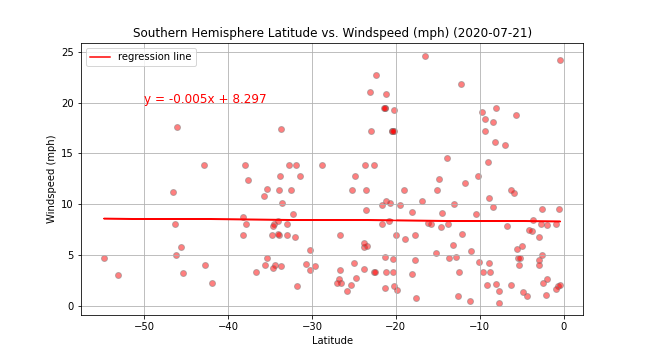 Southern Hemisphere Latitude vs. Windspeed (mph) (2020-07-21)
regression line
y = -0.005x + 8.297
Windspeed (mph)
25
20
15
10
5
0
−50
−40
−30
−20
−10
0
Latitude